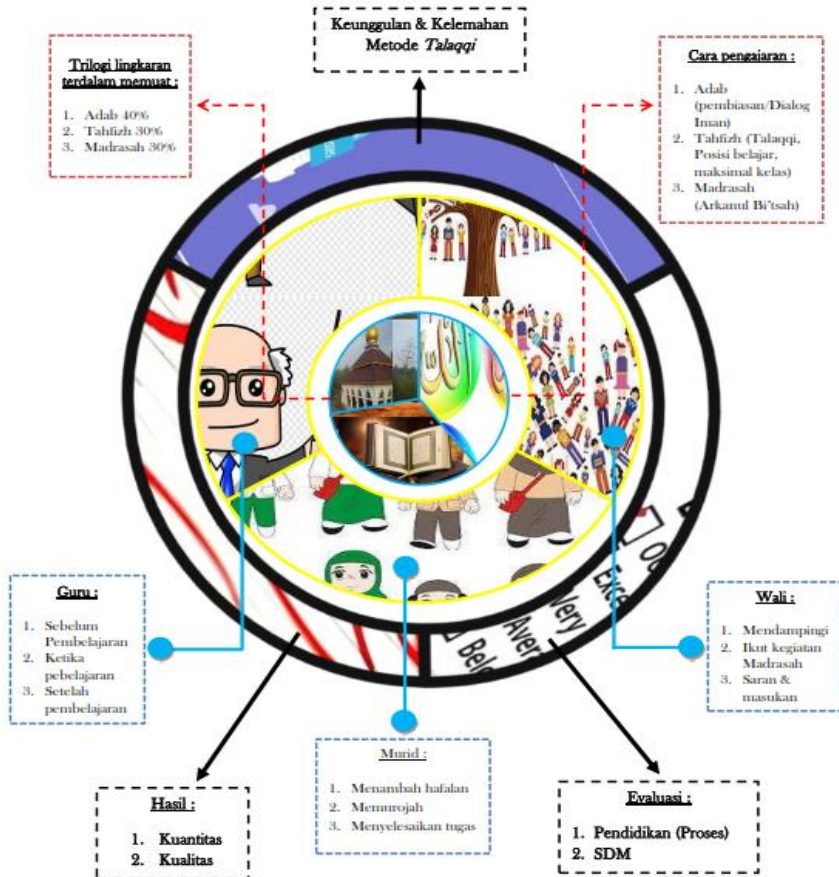 Keunggulan & Kelemahan
Metode Talaqqi
Trilogi lingkaran
terdalam memuat :
1. Adab 40%
2. Tahfizh 30%
3. Madrasah 30%
Cara pengajaran :
1. Adab
(pembiasan/Dialog
Iman)
2. Tahfizh (Talaqqi,
Posisi belajar,
maksimal kelas)
3. Madrasah
(Arkanul Bi'tsah)
Guru :
1. Sebelum
Pembelajaran
2. Ketika
pebelajaran
3. Setelah
pembelajaran
Very
Aver
Exce
Belo
Wali :
1. Mendampingi
2. Ikut kegiatan
Madrasah
3. Saran &
masukan
Murid :
1. Menambah hafalan
2. Memurojah
3. Menyelesaikan tugas
Hasil :
1. Kuantitas
2. Kualitas
Evaluasi :
1. Pendidikan (Proses)
2. SDM